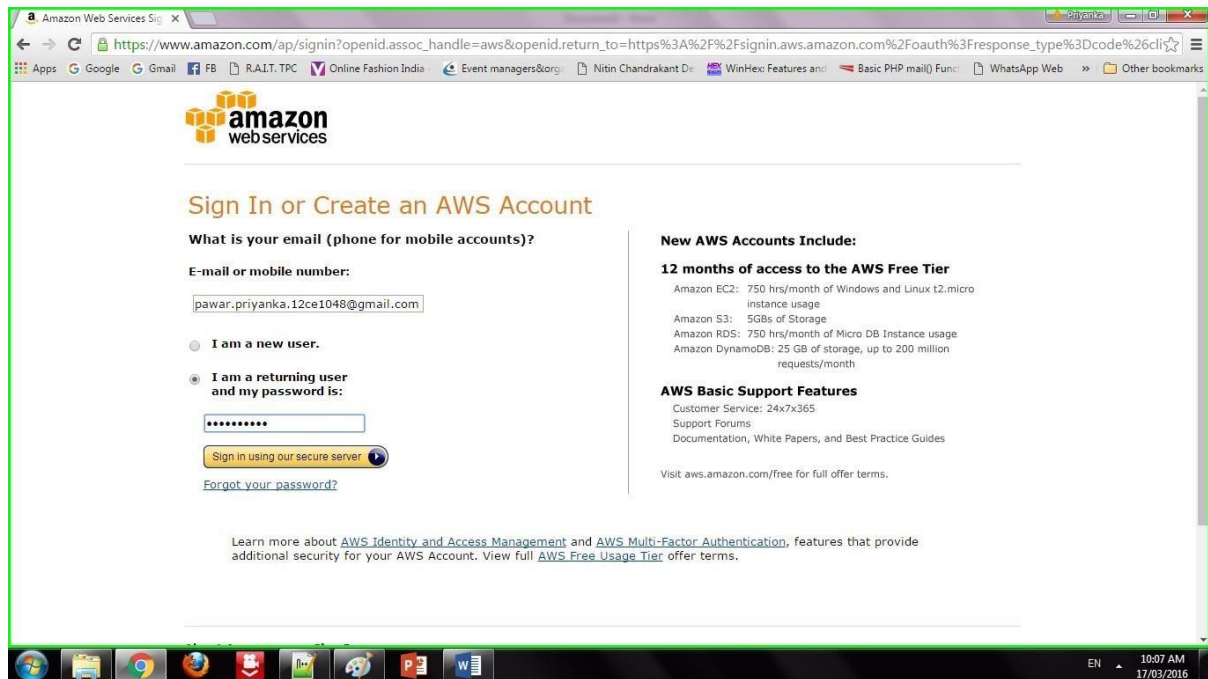 Amazon Web Services Sig
Priyanka
https://www.amazon.com/ap/signin?openid.assoc_handle=aws&openid.return_to=https%3A%2F%2Fsignin.aws.amazon.com%2Foauth%3Fresponse_type%3Dcode%26cli
Apps Google Gmail FB R.A.I.T. TPC Online Fashion India - Event managers&org Nitin Chandrakant De WinHex: Features and Basic PHP mail() Func WhatsApp Web » Other bookmarks
amazon
webservices
Sign In or Create an AWS Account
What is your email (phone for mobile accounts)?
E-mail or mobile number:
pawar.priyanka.12ce1048@gmail.com
I am a new user.
I am a returning user
and my password is:
••••••••••
Sign in using our secure server
Forgot your password?
New AWS Accounts Include:
12 months of access to the AWS Free Tier
Amazon EC2: 750 hrs/month of Windows and Linux t2.micro
instance usage
Amazon S3: 5GBs of Storage
Amazon RDS: 750 hrs/month of Micro DB Instance usage
Amazon DynamoDB: 25 GB of storage, up to 200 million
requests/month
AWS Basic Support Features
Customer Service: 24x7x365
Support Forums
Documentation, White Papers, and Best Practice Guides
Visit aws.amazon.com/free for full offer terms.
Learn more about AWS Identity and Access Management and AWS Multi-Factor Authentication, features that provide
additional security for your AWS Account. View full AWS Free Usage Tier offer terms.
EN
10:07 AM
17/03/2016